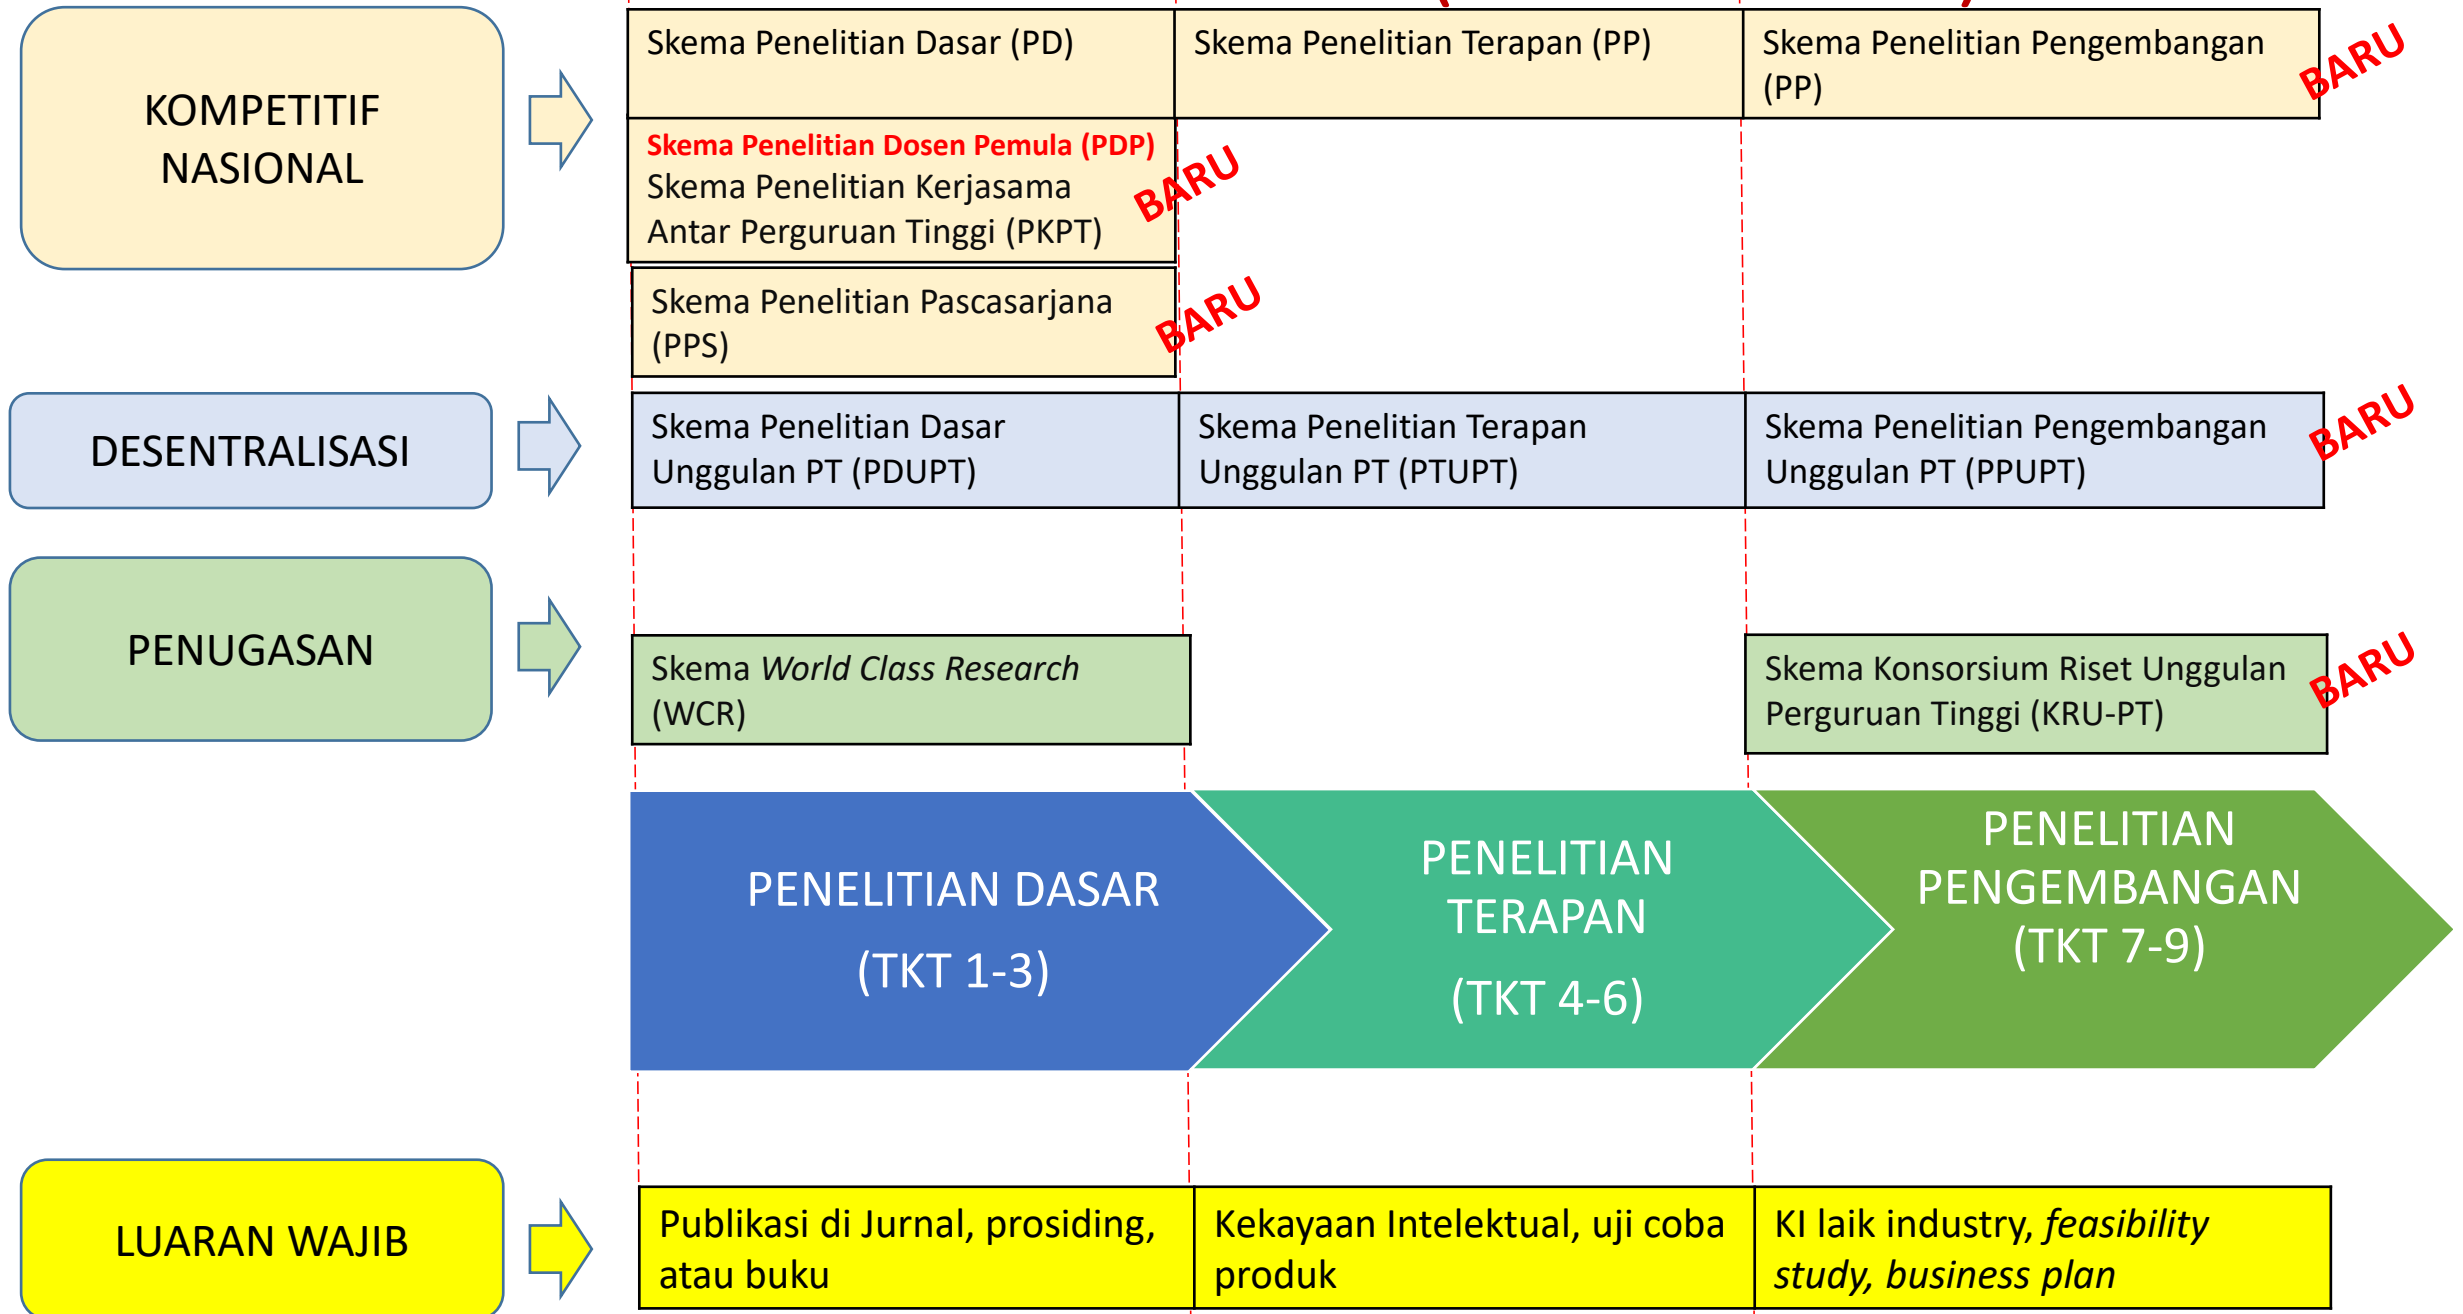 KOMPETITIF
NASIONAL
Skema Penelitian Dasar (PD)
Skema Penelitian Terapan (PP)
Skema Penelitian Pengembangan
(PP)
BARU
Skema Penelitian Dosen Pemula (PDP)
Skema Penelitian Kerjasama
Antar Perguruan Tinggi (PKPT)
BARU
Skema Penelitian Pascasarjana
(PPS)
BARU
DESENTRALISASI
Skema Penelitian Dasar
Unggulan PT (PDUPT)
Skema Penelitian Terapan
Unggulan PT (PTUPT)
Skema Penelitian Pengembangan
Unggulan PT (PPUPT)
BARU
PENUGASAN
Skema World Class Research
(WCR)
Skema Konsorsium Riset Unggulan
Perguruan Tinggi (KRU-PT)
BARU
PENELITIAN DASAR
(TKT 1-3)
PENELITIAN
TERAPAN
(TKT 4-6)
PENELITIAN
PENGEMBANGAN
(TKT 7-9)
LUARAN WAJIB
Publikasi di Jurnal, prosiding,
atau buku
Kekayaan Intelektual, uji coba
produk
KI laik industry, feasibility
study, business plan